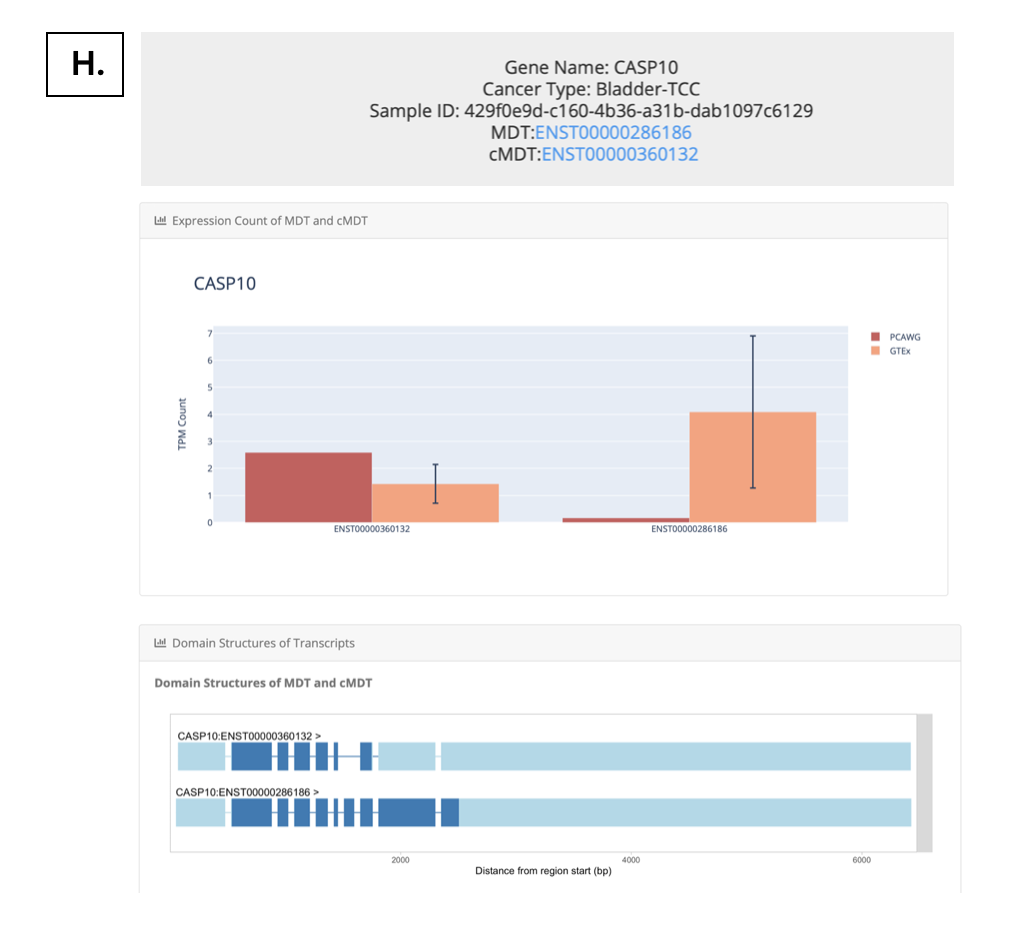 H.
Gene Name: CASP10
Cancer Type: Bladder-TCC
Sample ID: 429f0e9d-c160-4b36-a31b-dab1097c6129
MDT:ENST00000286186
cMDT:ENST00000360132
Expression Count of MDT and cMDT
CASP10
7
6
5
4
3
2
1
0
TPM Count
ENST00000360132
ENST00000286186
PCAWG
GTEx
Domain Structures of Transcripts
Domain Structures of MDT and cMDT
CASP10:ENST00000360132 >
CASP10:ENST00000286186 >
2000
4000
6000
Distance from region start (bp)